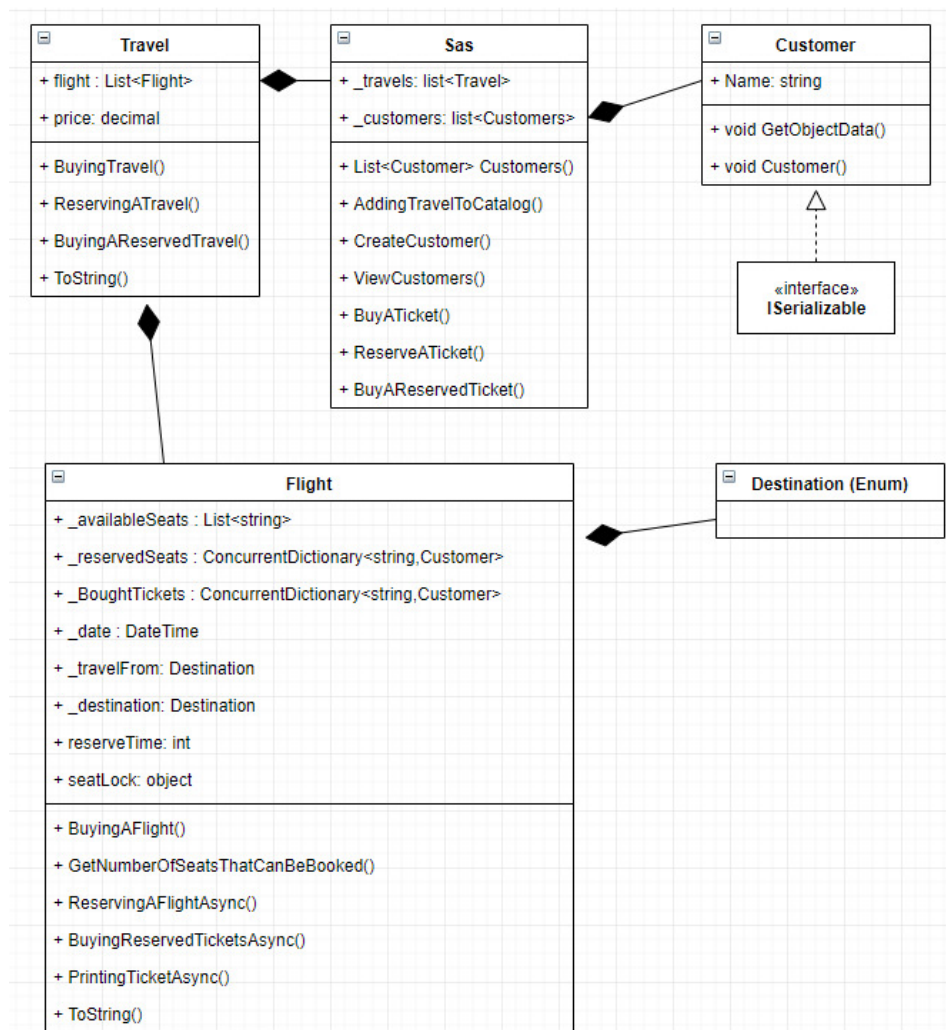 Travel
+ flight : List<Flight>
+ price: decimal
+ BuyingTravel()
+ ReservingATravel()
+ BuyingAReservedTravel()
+ ToString()
Sas
+ _travels: list<Travel>
+ _customers: list<Customers>
+ List<Customer> Customers()
+ AddingTravelToCatalog()
+ CreateCustomer()
+ ViewCustomers()
+ BuyATicket()
+ ReserveATicket()
+ BuyAReservedTicket()
Customer
+ Name: string
+ void GetObjectData()
+ void Customer()
«interface»
ISerializable
Flight
+ _availableSeats : List<string>
+ _reservedSeats : ConcurrentDictionary<string,Customer>
+ _BoughtTickets : ConcurrentDictionary<string,Customer>
+ _date : DateTime
+ _travelFrom: Destination
+ _destination: Destination
+ reserveTime: int
+ seatLock: object
+ BuyingAFlight()
+ GetNumberOfSeatsThatCanBeBooked()
+ ReservingAFlightAsync()
+ BuyingReservedTicketsAsync()
+ PrintingTicketAsync()
+ ToString()
Destination (Enum)